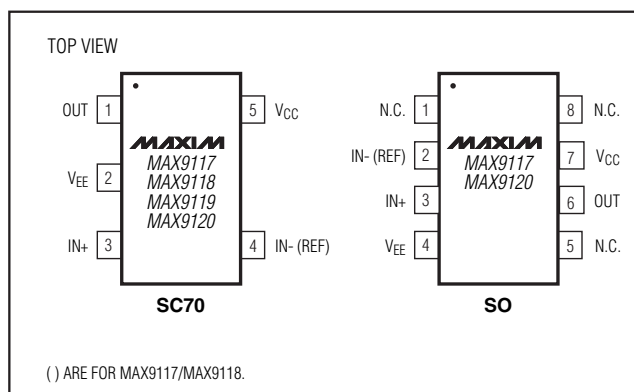 TOP VIEW
OUT 1
VEE 2
IN+ 3
MAXIM
MAX9117
MAX9118
MAX9119
MAX9120
5 VCC
4 IN- (REF)
SC70
N.C. 1
IN- (REF) 2
IN+ 3
VEE 4
MAXIM
MAX9117
MAX9120
8 N.C.
7 VCC
6 OUT
5 N.C.
SO
( ) ARE FOR MAX9117/MAX9118.